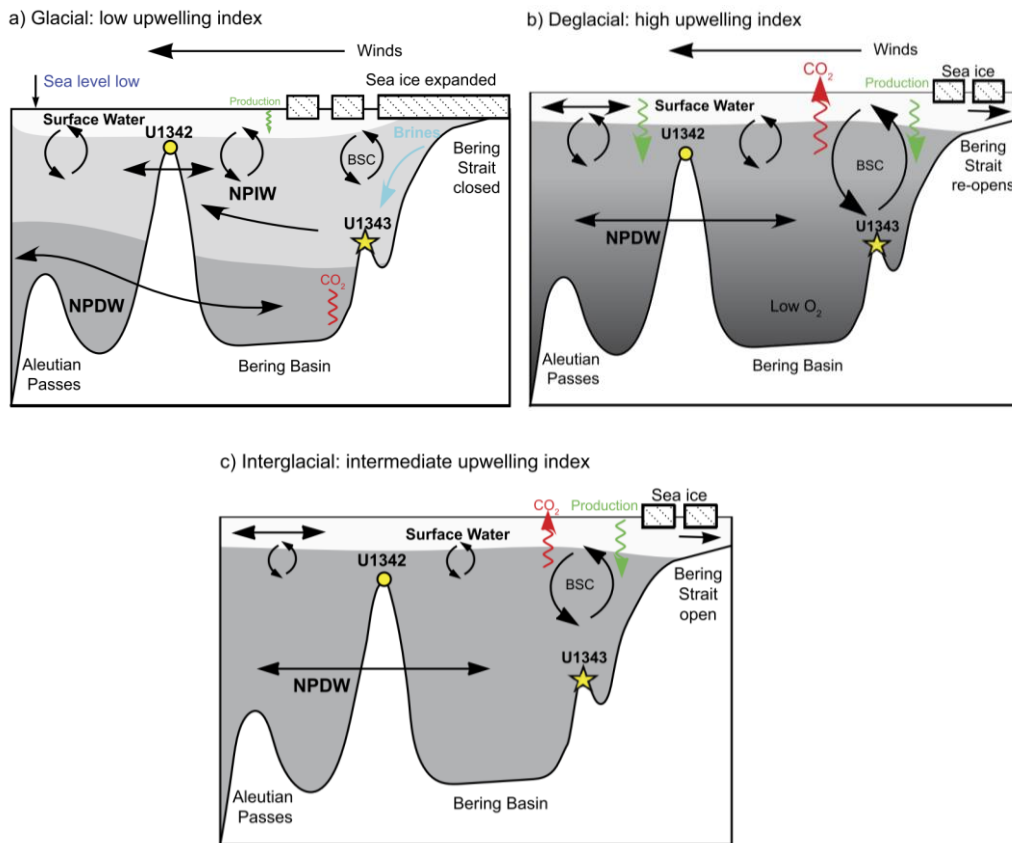 a) Glacial: low upwelling index
Winds
Sea level low
Sea ice expanded
Production
Surface Water
U1342
Brines
BSC
Bering
Strait
closed
NPIW
U1343
CO2
NPDW
Aleutian
Passes
Bering Basin
b) Deglacial: high upwelling index
Winds
CO2
Production
Sea ice
Surface Water
U1342
BSC
Bering
Strait
re-opens
U1343
NPDW
Low O2
Aleutian
Passes
Bering Basin
c) Interglacial: intermediate upwelling index
CO2
Production
Sea ice
Surface Water
U1342
BSC
Bering
Strait
open
U1343
NPDW
Aleutian
Passes
Bering Basin